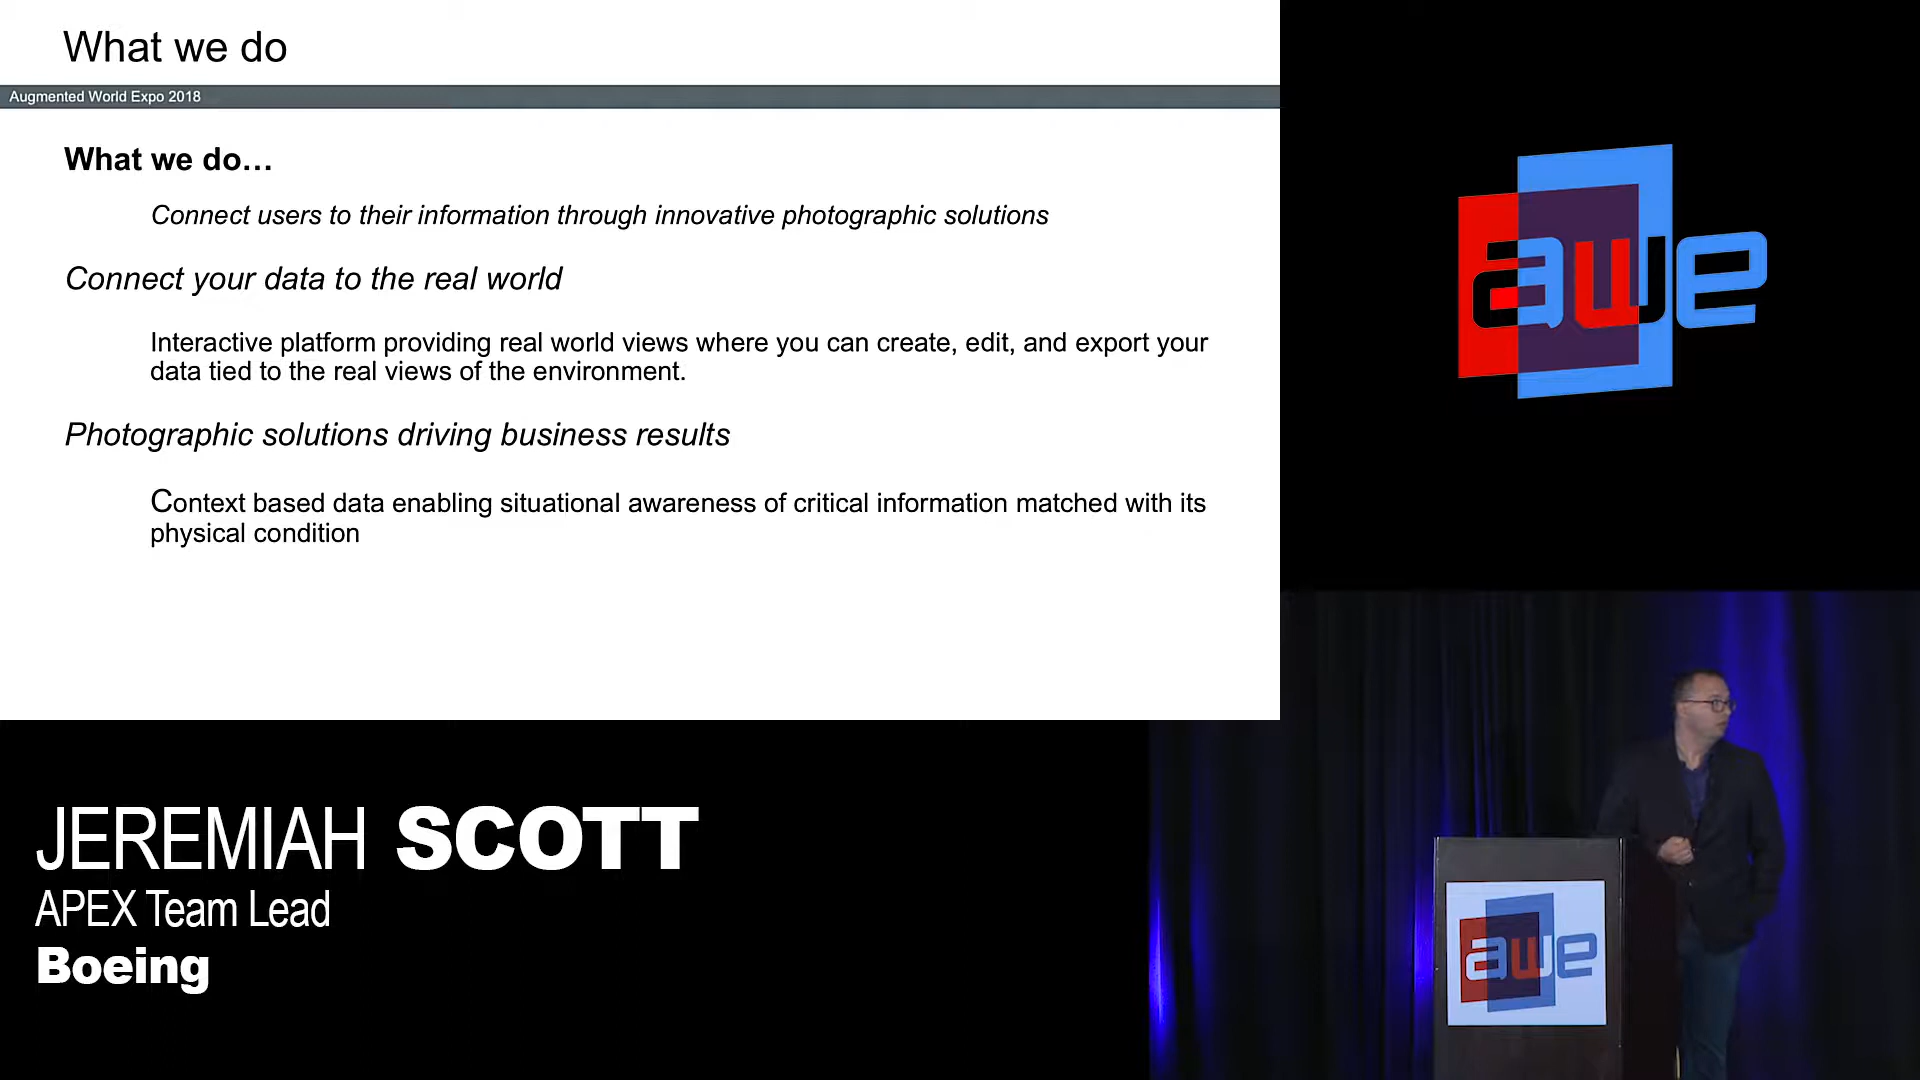 What we do
Augmented World Expo 2018
What we do…
Connect users to their information through innovative photographic solutions
Connect your data to the real world
Interactive platform providing real world views where you can create, edit, and export your
data tied to the real views of the environment.
Photographic solutions driving business results
Context based data enabling situational awareness of critical information matched with its
physical condition
awe
JEREMIAH SCOTT
APEX Team Lead
Boeing
awe